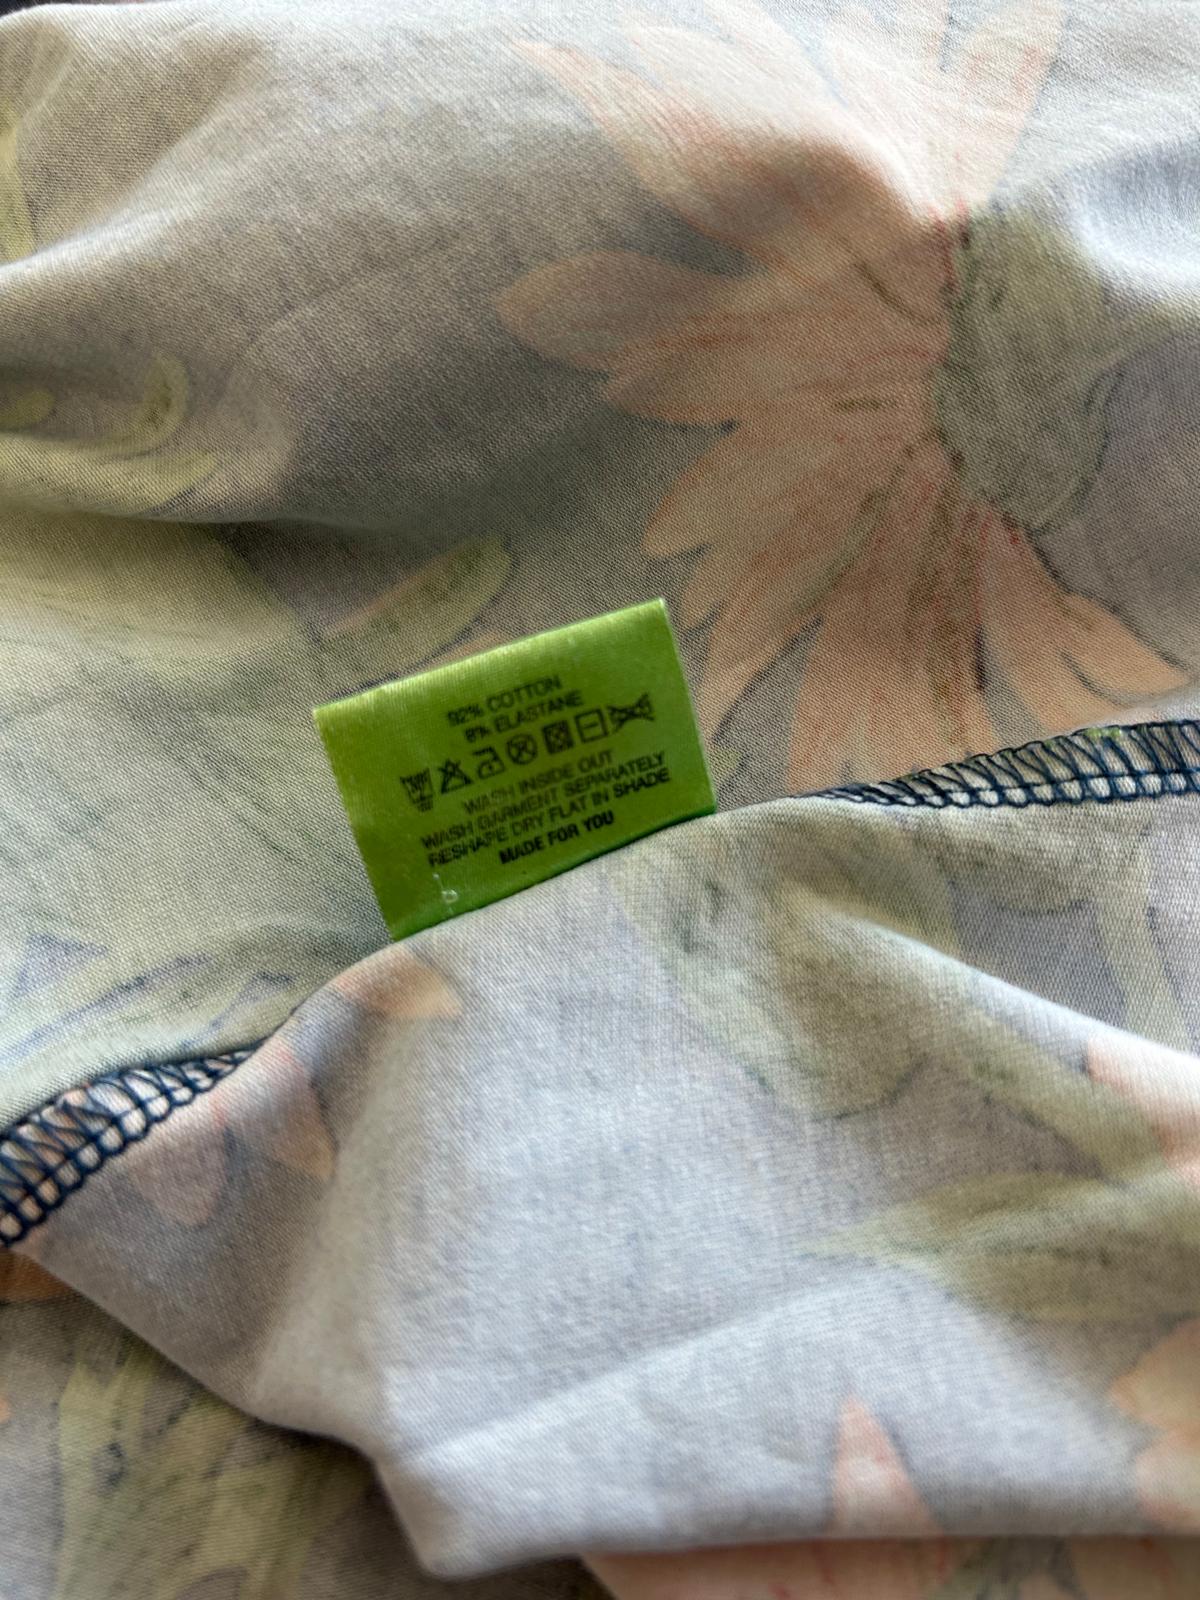 92% COTTON
8% ELASTANE
WASH INSIDE OUT
WASH GARMENT SEPARATELY
RESHAPE DRY FLAT IN SHADE
MADE FOR YOU